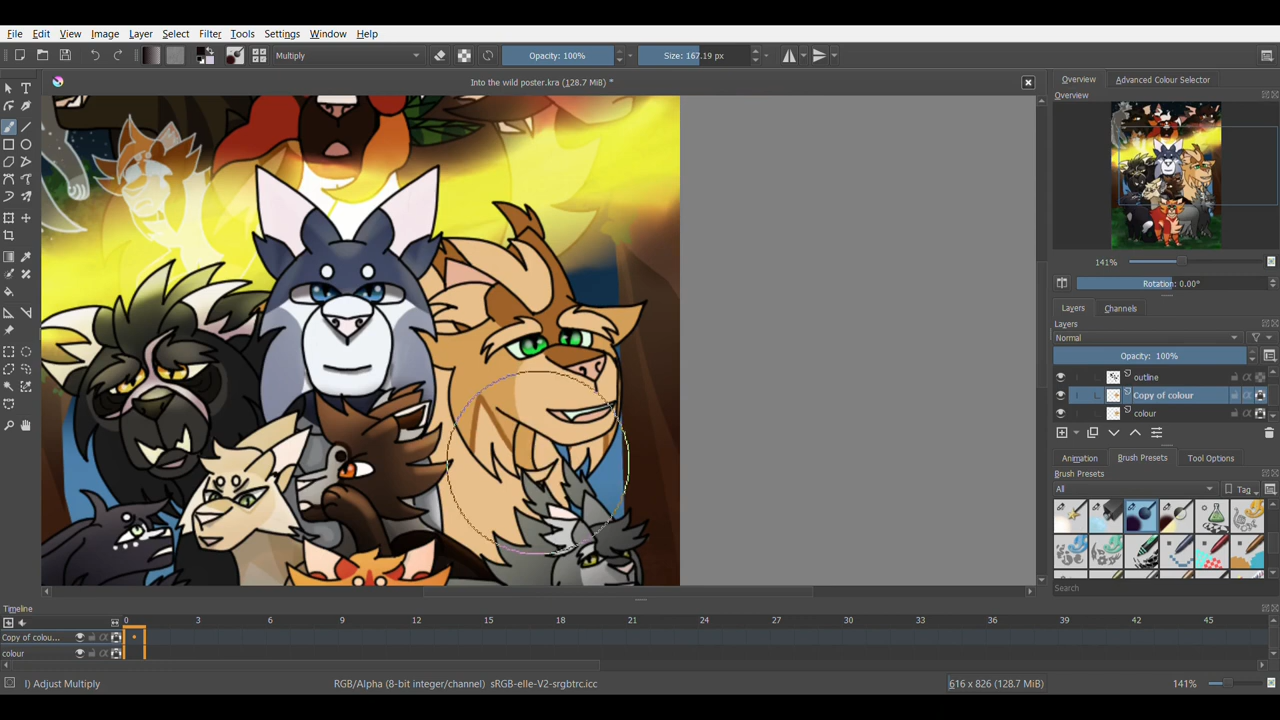 File Edit View Image Layer Select Filter Tools Settings Window Help
Multiply Opacity: 100% Size: 167.19 px
Into the wild poster.kra (128.7 MiB) *
Overview Advanced Colour Selector
Overview
141%
Rotation: 0.00°
Layers Channels
Layers
Normal
Opacity: 100%
outline
Copy of colour
colour
Animation Brush Presets Tool Options
Brush Presets
All Tag
Search
Timeline
0 3 6 9 12 15 18 21 24 27 30 33 36 39 42 45
Copy of colou...
colour
I) Adjust Multiply RGB/Alpha (8-bit integer/channel) sRGB-elle-V2-srgbtrc.icc 616 x 826 (128.7 MiB) 141%